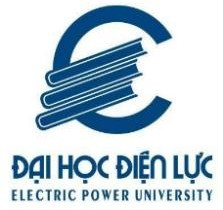 ĐẠI HỌC ĐIỆN LỰC
ELECTRIC POWER UNIVERSITY